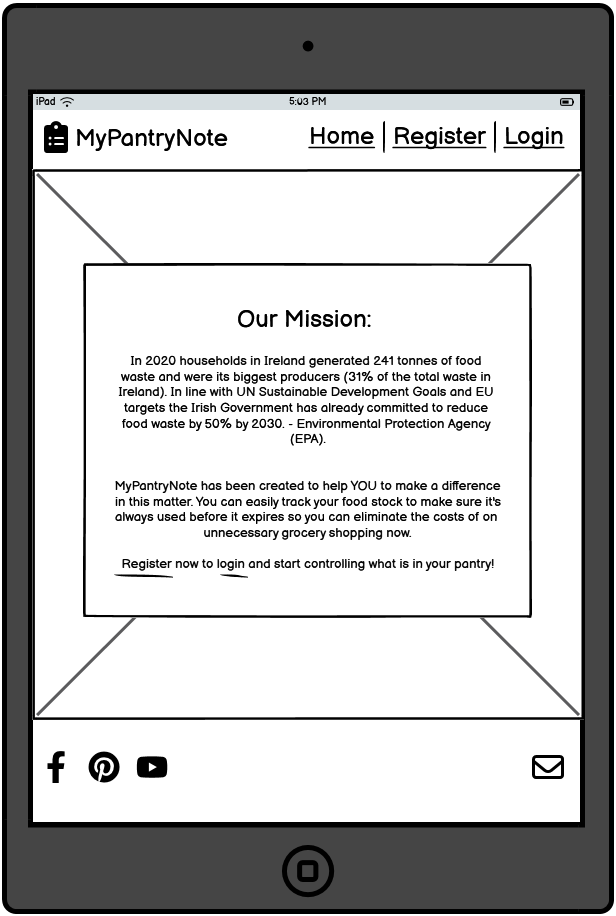 iPad
5:03 PM
MyPantryNote
Home | Register | Login
Our Mission:
In 2020 households in Ireland generated 241 tonnes of food
waste and were its biggest producers (31% of the total waste in
Ireland). In line with UN Sustainable Development Goals and EU
targets the Irish Government has already committed to reduce
food waste by 50% by 2030. - Environmental Protection Agency
(EPA).
MyPantryNote has been created to help YOU to make a difference
in this matter. You can easily track your food stock to make sure it's
always used before it expires so you can eliminate the costs of on
unnecessary grocery shopping now.
Register now to login and start controlling what is in your pantry!